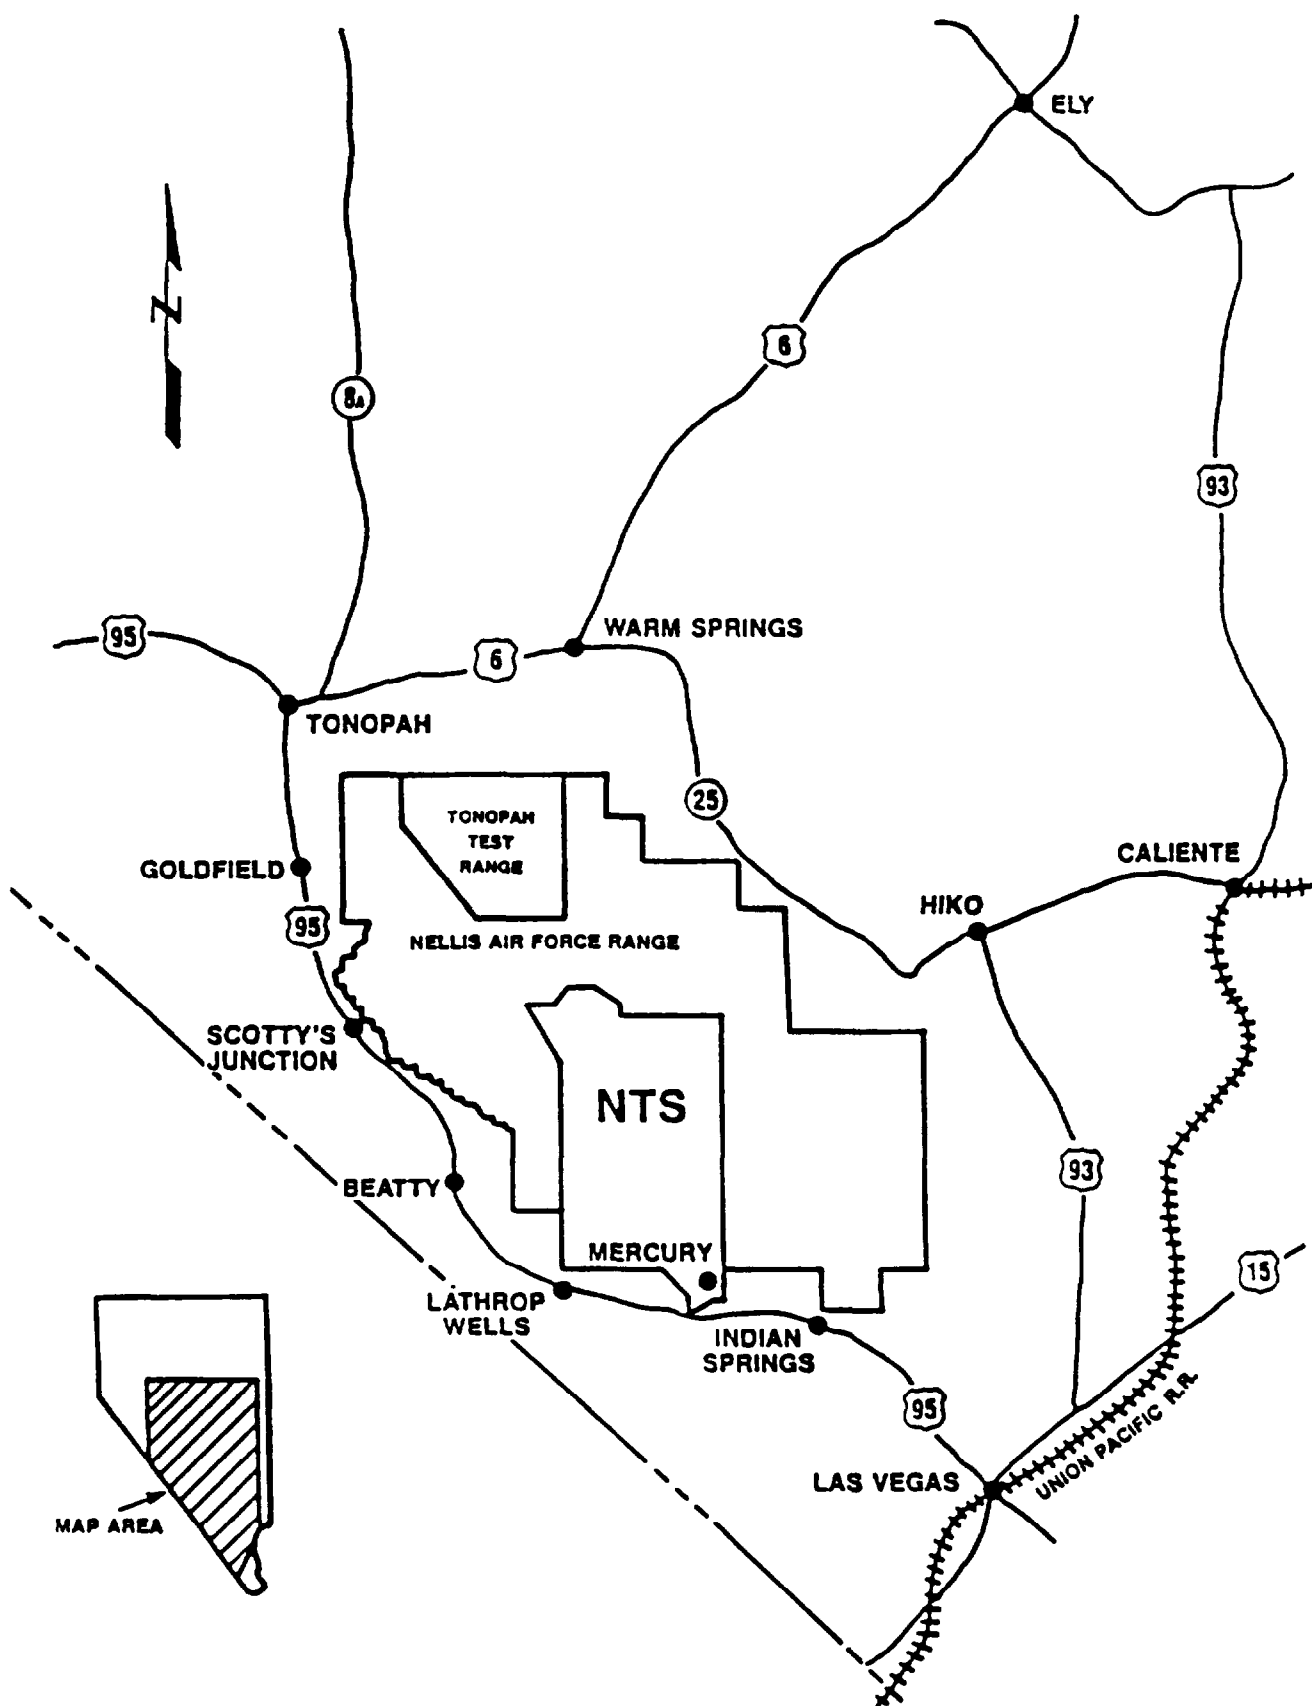 ELY
N
6
8A
93
95
WARM SPRINGS
6
TONOPAH
25
TONOPAH
TEST
RANGE
CALIENTE
GOLDFIELD
HIKO
95
NELLIS AIR FORCE RANGE
SCOTTY'S
JUNCTION
NTS
93
BEATTY
MERCURY
15
LATHROP
WELLS
INDIAN
SPRINGS
95
UNION PACIFIC R.R.
LAS VEGAS
MAP AREA